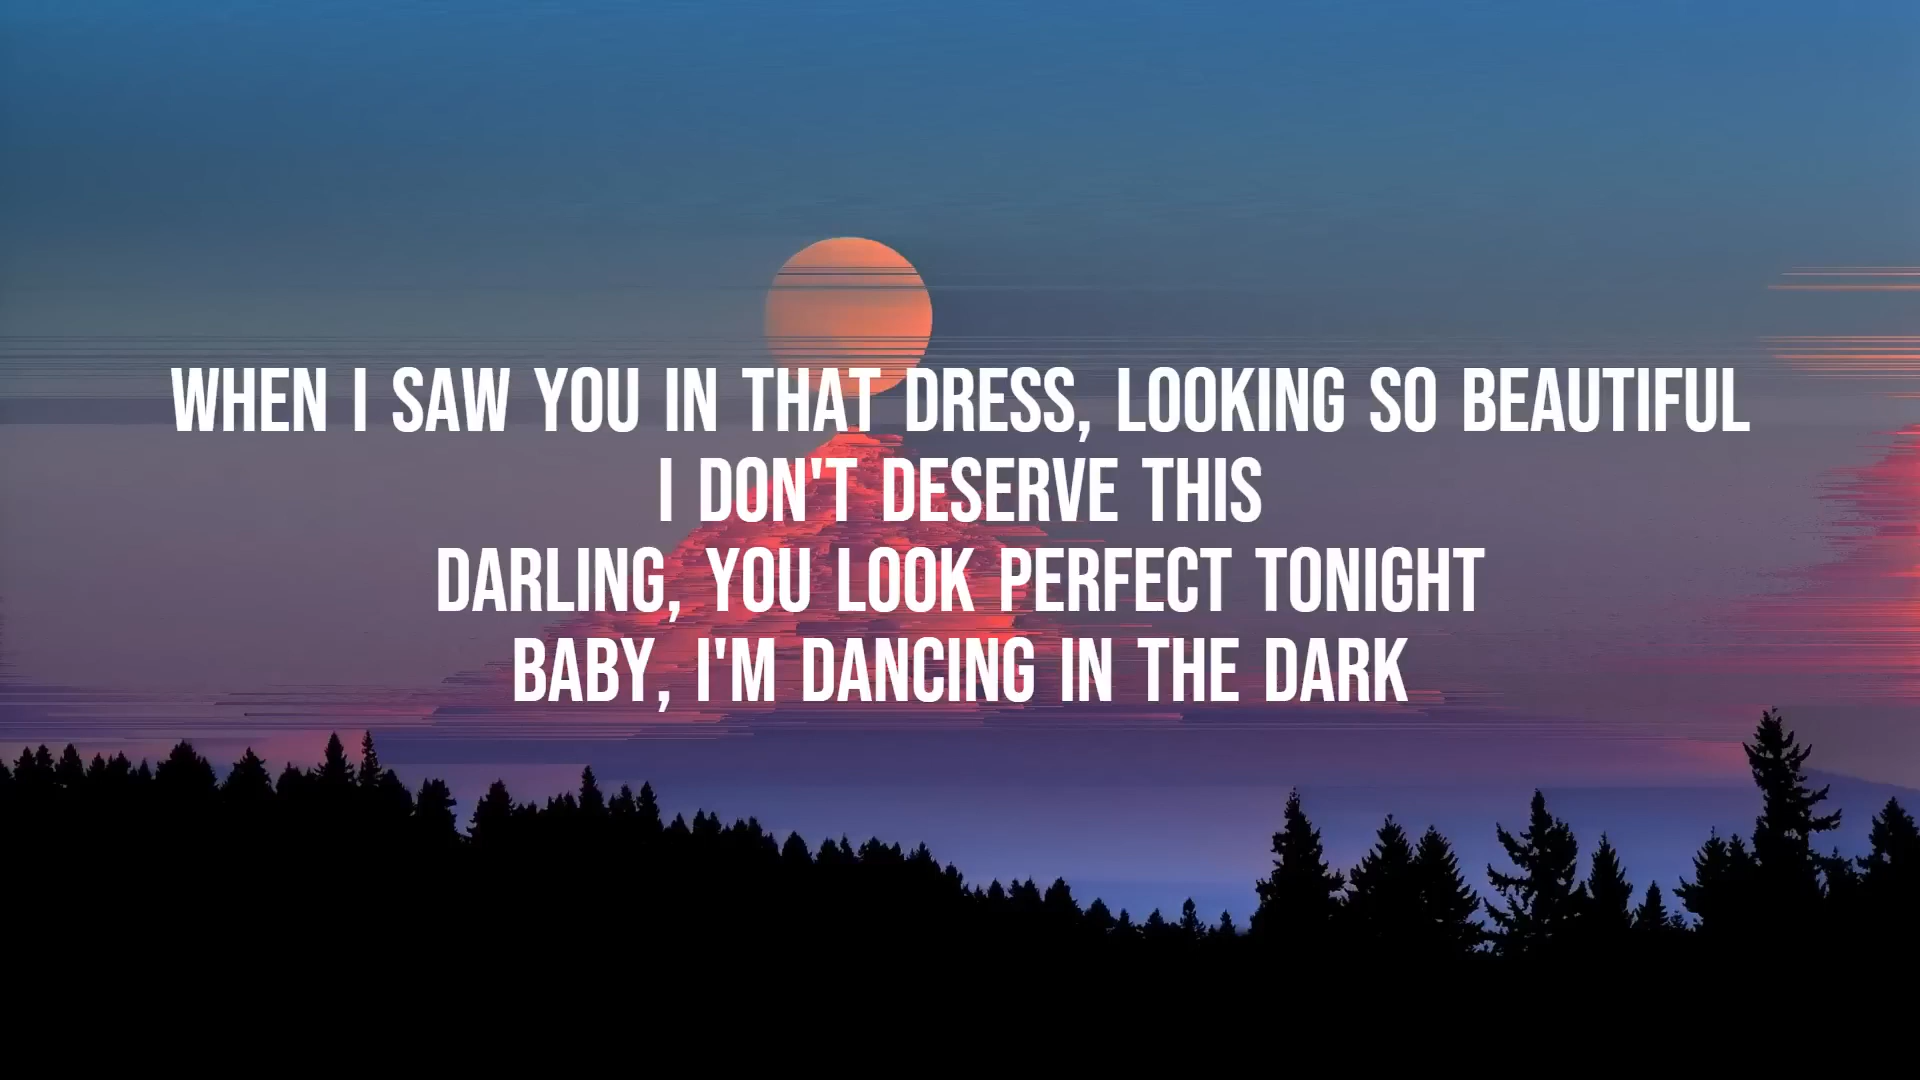 WHEN I SAW YOU IN THAT DRESS, LOOKING SO BEAUTIFUL
I DON'T DESERVE THIS
DARLING, YOU LOOK PERFECT TONIGHT
BABY, I'M DANCING IN THE DARK